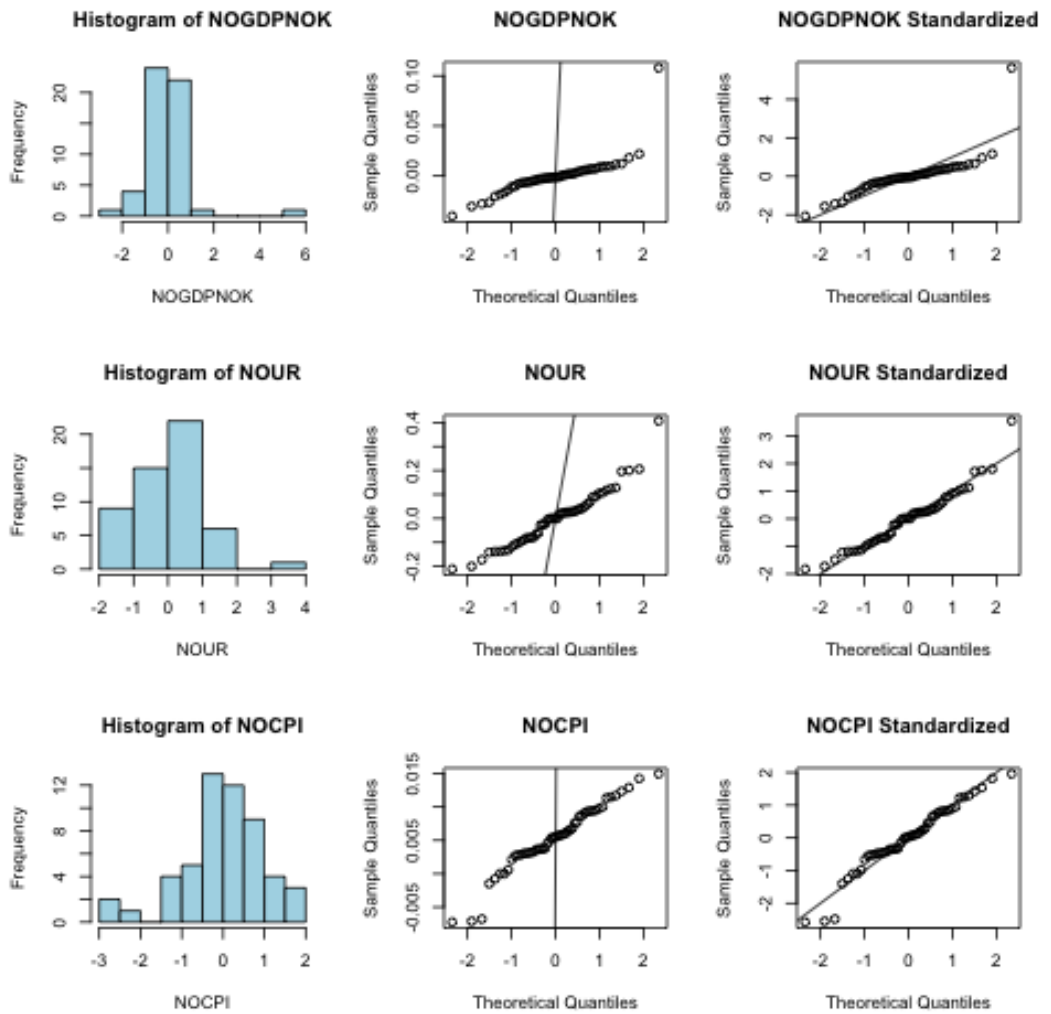 Histogram of NOGDPNOK
Frequency
0 5 10 20
-2 0 2 4 6
NOGDPNOK
NOGDPNOK
Sample Quantiles
0.00 0.05 0.10
-2 -1 0 1 2
Theoretical Quantiles
NOGDPNOK Standardized
Sample Quantiles
-2 0 2 4
-2 -1 0 1 2
Theoretical Quantiles
Histogram of NOUR
Frequency
0 5 10 20
-2 -1 0 1 2 3 4
NOUR
NOUR
Sample Quantiles
-0.2 0.0 0.2 0.4
-2 -1 0 1 2
Theoretical Quantiles
NOUR Standardized
Sample Quantiles
-2 0 1 2 3
-2 -1 0 1 2
Theoretical Quantiles
Histogram of NOCPI
Frequency
0 4 8 12
-3 -2 -1 0 1 2
NOCPI
NOCPI
Sample Quantiles
-0.005 0.005 0.015
-2 -1 0 1 2
Theoretical Quantiles
NOCPI Standardized
Sample Quantiles
-2 -1 0 1 2
-2 -1 0 1 2
Theoretical Quantiles